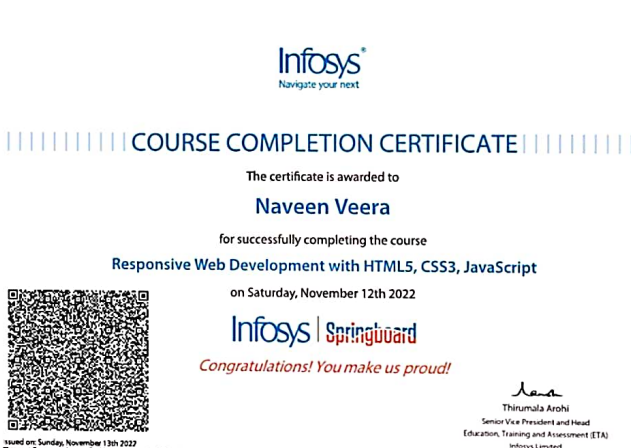 Infosys®
Navigate your next
COURSE COMPLETION CERTIFICATE
The certificate is awarded to
Naveen Veera
for successfully completing the course
Responsive Web Development with HTML5, CSS3, JavaScript
on Saturday, November 12th 2022
Infosys | Springboard
Congratulations! You make us proud!
Thirumala Arohi
Senior Vice President and Head
Education, Training and Assessment (ETA)
Infosys Limited
ssued on: Sunday, November 13th 2022